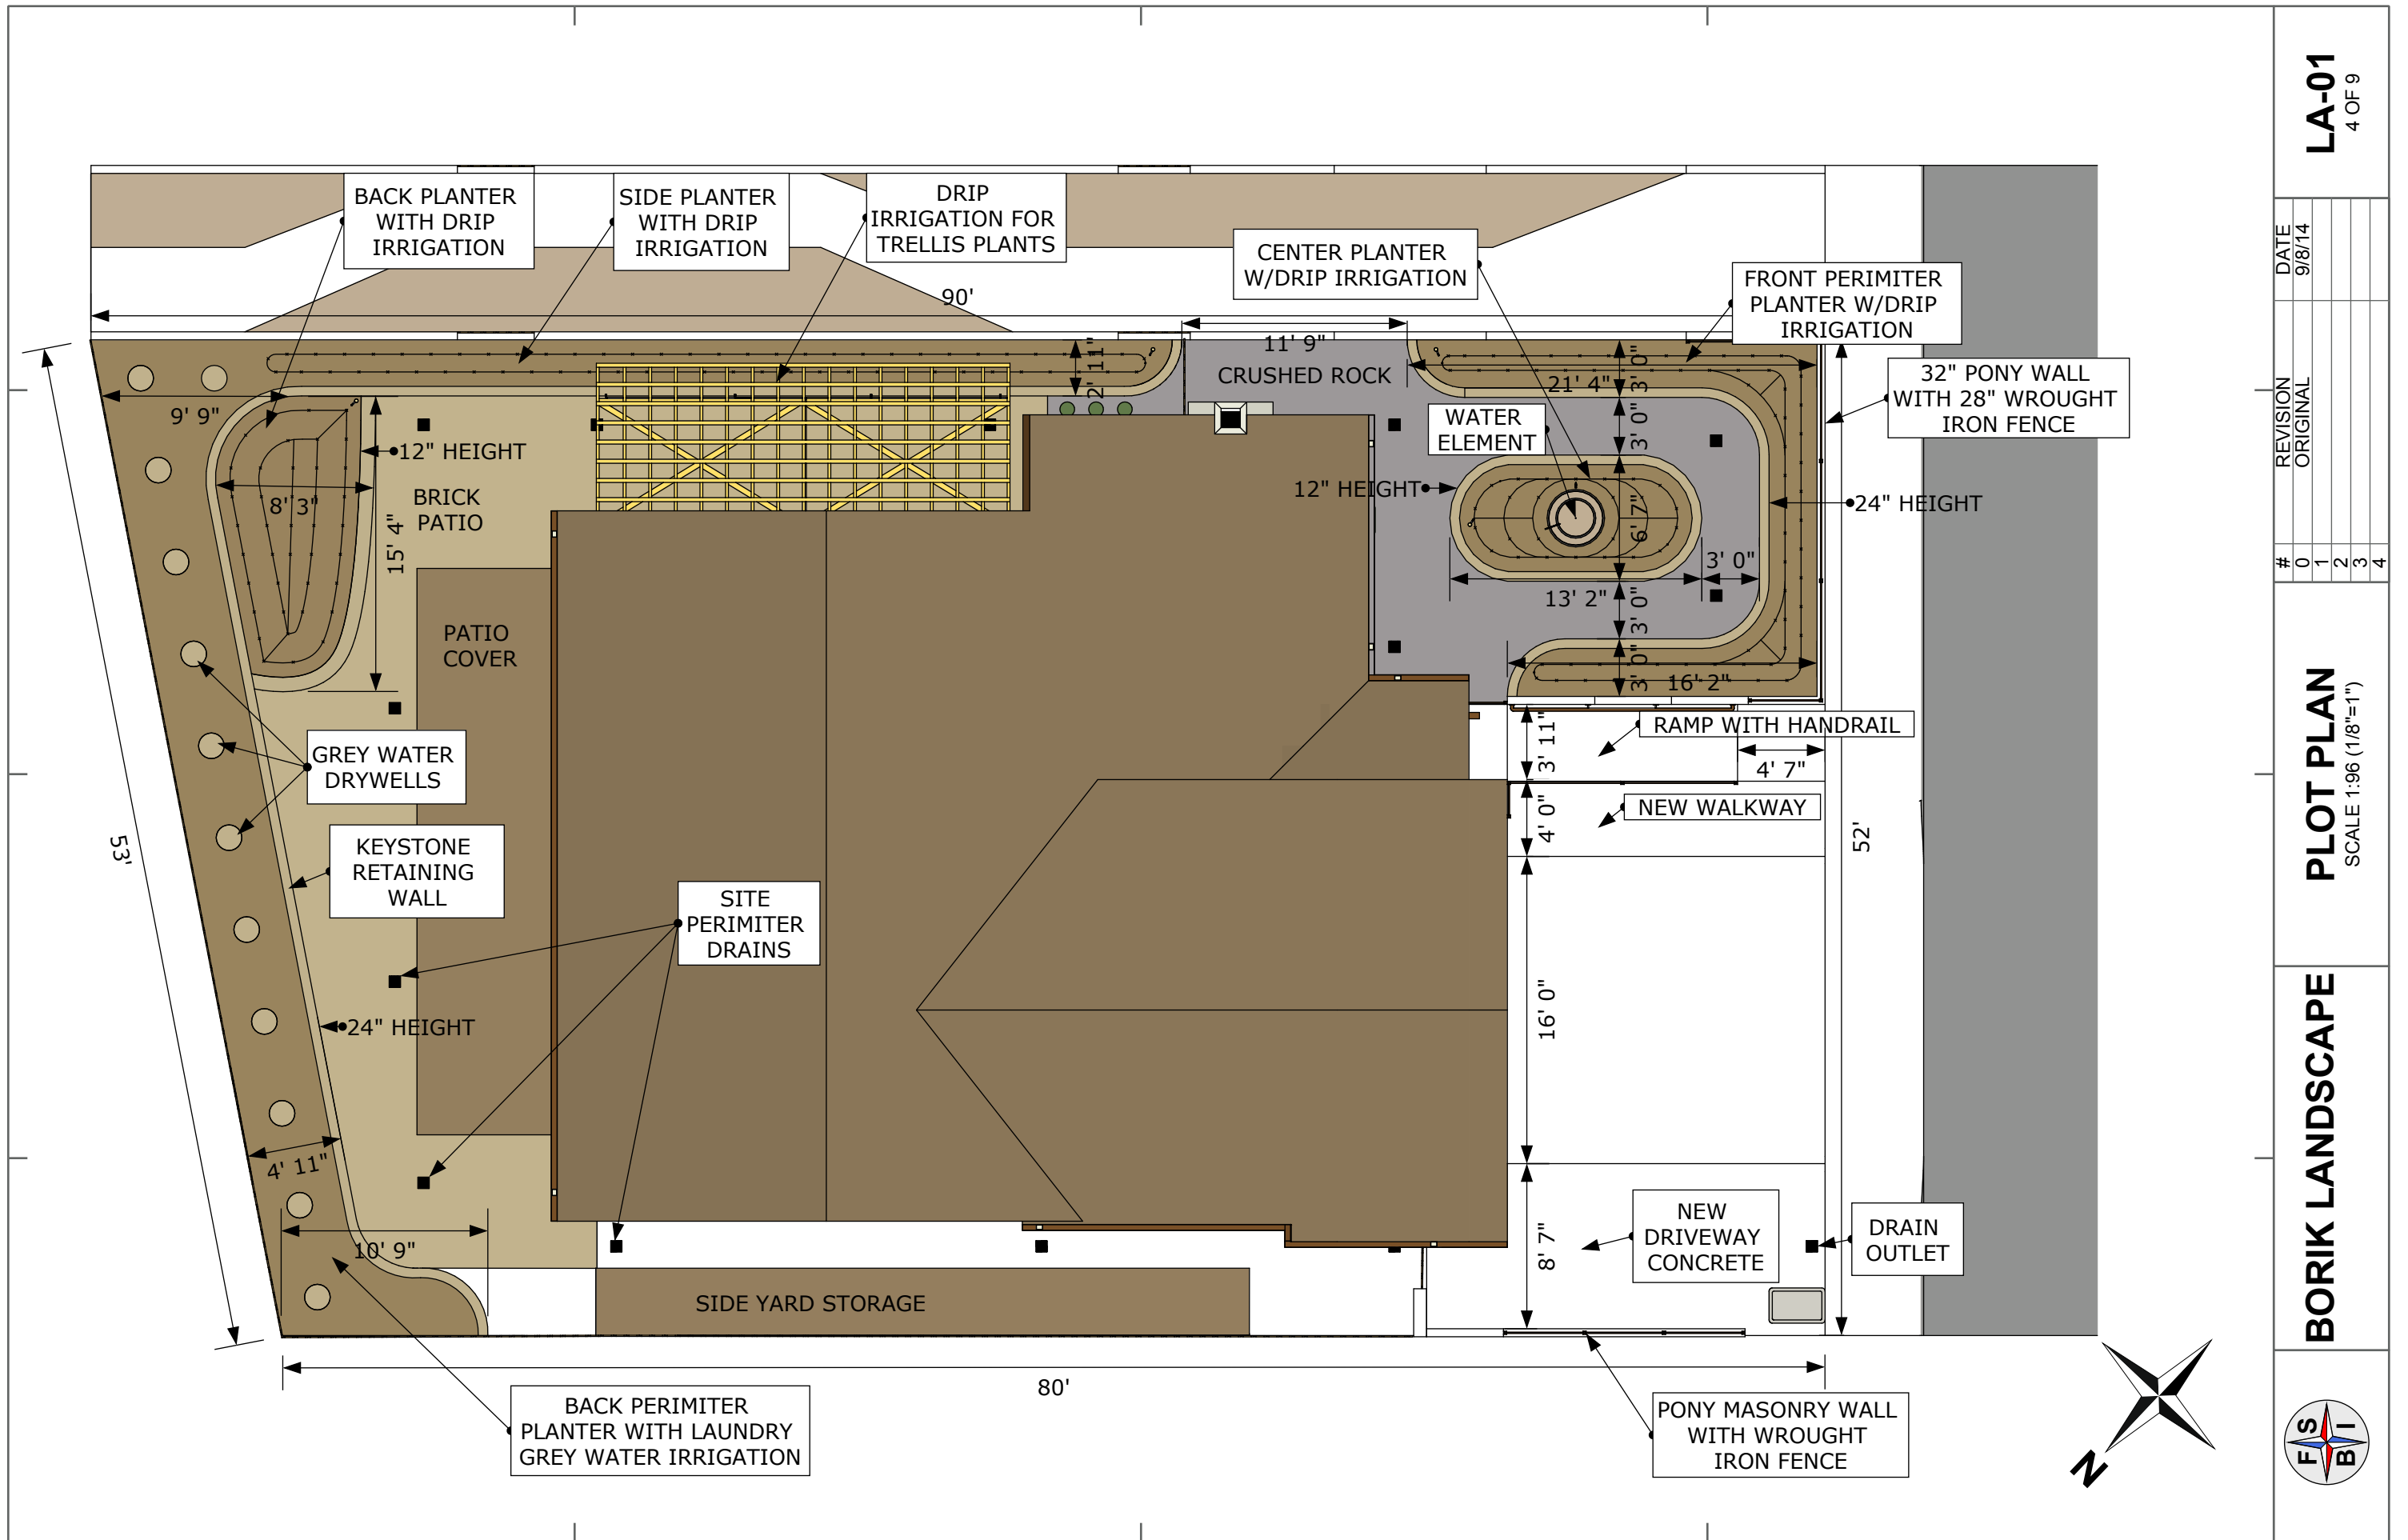 BACK PLANTER
WITH DRIP
IRRIGATION
SIDE PLANTER
WITH DRIP
IRRIGATION
DRIP
IRRIGATION FOR
TRELLIS PLANTS
CENTER PLANTER
W/DRIP IRRIGATION
FRONT PERIMITER
PLANTER W/DRIP
IRRIGATION
90'
11' 9"
CRUSHED ROCK
2' 11"
21' 4"
3' 0"
32" PONY WALL
WITH 28" WROUGHT
IRON FENCE
9' 9"
12" HEIGHT
8' 3"
BRICK
PATIO
15' 4"
WATER
ELEMENT
3' 0"
12" HEIGHT
24" HEIGHT
6' 7"
3' 0"
13' 2"
3' 0"
3' 0"
16' 2"
PATIO
COVER
GREY WATER
DRYWELLS
RAMP WITH HANDRAIL
3' 11"
4' 7"
NEW WALKWAY
4' 0"
53'
52'
KEYSTONE
RETAINING
WALL
SITE
PERIMITER
DRAINS
24" HEIGHT
16' 0"
4' 11"
10' 9"
8' 7"
NEW
DRIVEWAY
CONCRETE
DRAIN
OUTLET
SIDE YARD STORAGE
80'
BACK PERIMITER
PLANTER WITH LAUNDRY
GREY WATER IRRIGATION
PONY MASONRY WALL
WITH WROUGHT
IRON FENCE
N
LA-01
4 OF 9
# REVISION DATE
0 ORIGINAL 9/8/14
1
2
3
4
PLOT PLAN
SCALE 1:96 (1/8"=1")
BORIK LANDSCAPE
F S
B I